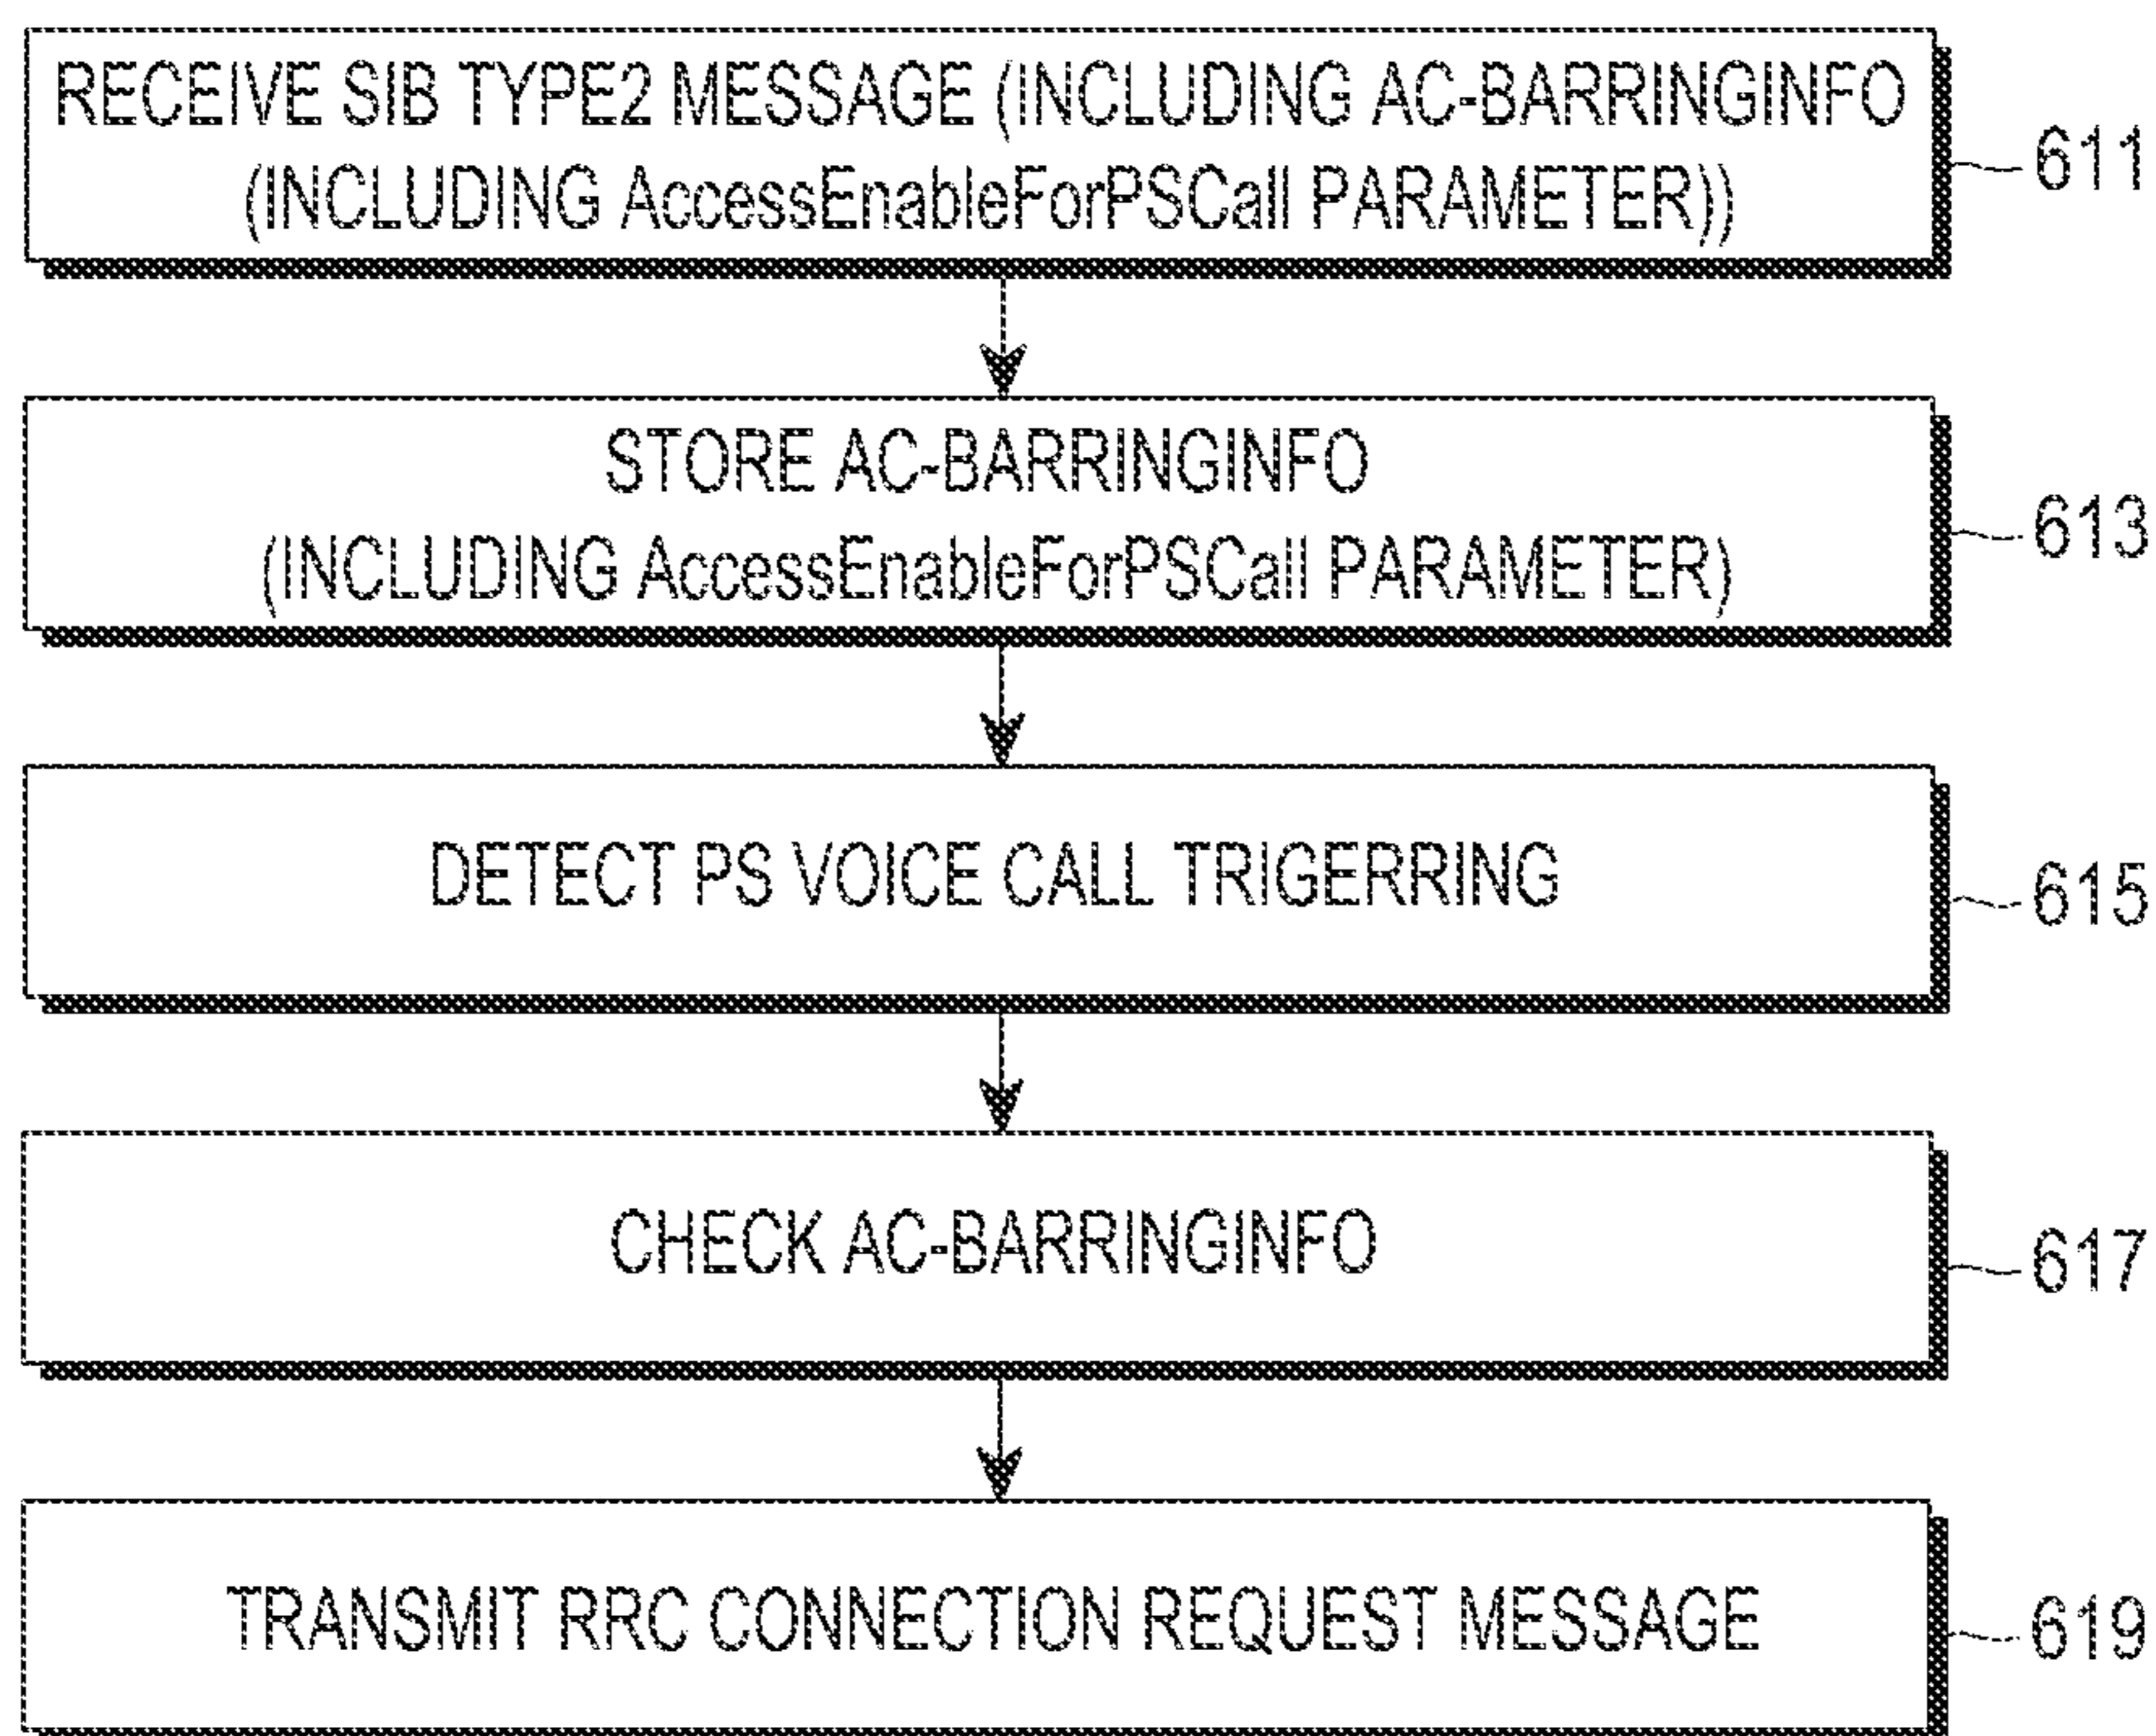 RECEIVE SIB TYPE2 MESSAGE (INCLUDING AC-BARRINGINFO
(INCLUDING AccessEnableForPSCall PARAMETER))
611
STORE AC-BARRINGINFO
(INCLUDING AccessEnableForPSCall PARAMETER)
613
DETECT PS VOICE CALL TRIGERRING
615
CHECK AC-BARRINGINFO
617
TRANSMIT RRC CONNECTION REQUEST MESSAGE
619